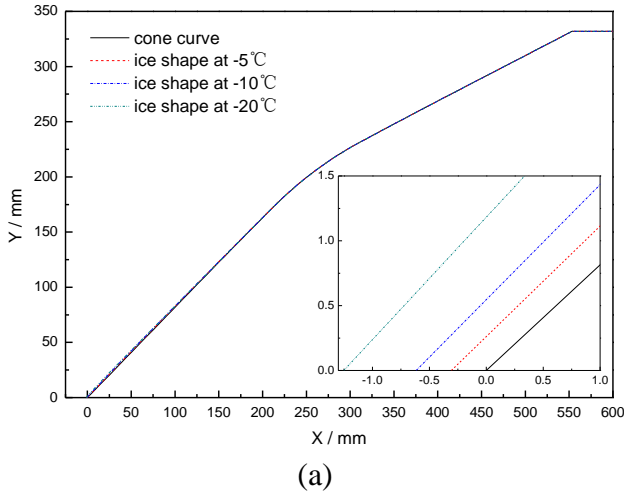 350
300
250
200
150
100
50
0
Y / mm
cone curve
ice shape at -5℃
ice shape at -10℃
ice shape at -20℃
1.5
1.0
0.5
0.0
-1.0 -0.5 0.0 0.5 1.0
0 50 100 150 200 250 300 350 400 450 500 550 600
X / mm
(a)